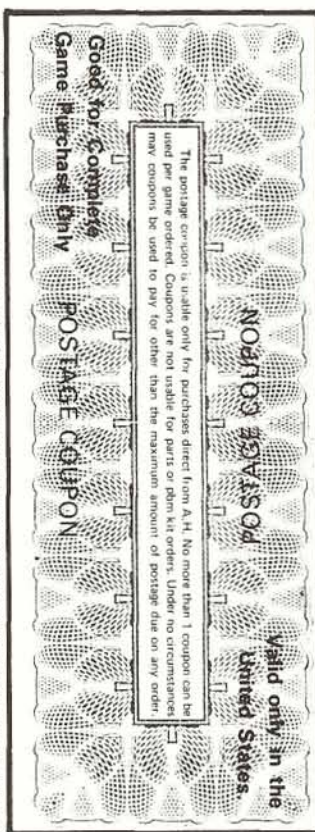 POSTAGE COUPON
Valid only in the
United States
The postage coupon is usable only for purchases direct from A.H. No more than 1 coupon can be
used per game ordered. Coupons are not usable for parts or pbm kit orders. Under no circumstances
may coupons be used to pay for other than the maximum amount of postage due on any order.
Good for Complete
Game Purchase Only
POSTAGE COUPON